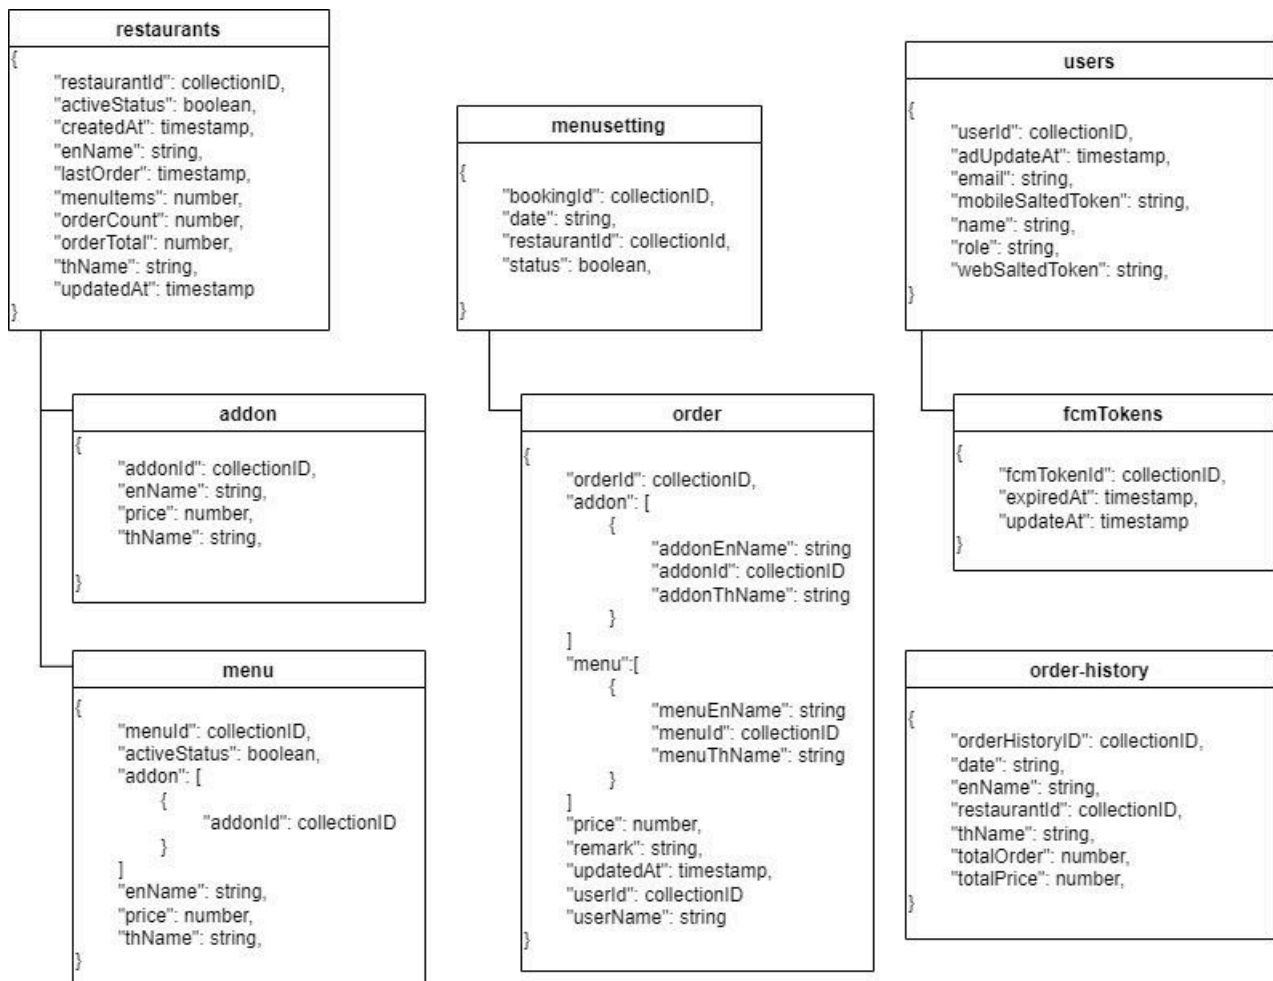 restaurants
{
"restaurantId": collectionID,
"activeStatus": boolean,
"createdAt": timestamp,
"enName": string,
"lastOrder": timestamp,
"menuItems": number,
"orderCount": number,
"orderTotal": number,
"thName": string,
"updatedAt": timestamp
}
addon
{
"addonId": collectionID,
"enName": string,
"price": number,
"thName": string,
}
menu
{
"menuId": collectionID,
"activeStatus": boolean,
"addon": [
{
"addonId": collectionID
}
]
"enName": string,
"price": number,
"thName": string,
}
menusetting
{
"bookingId": collectionID,
"date": string,
"restaurantId": collectionId,
"status": boolean,
}
order
{
"orderId": collectionID,
"addon": [
{
"addonEnName": string
"addonId": collectionID
"addonThName": string
}
]
"menu":[
{
"menuEnName": string
"menuId": collectionID
"menuThName": string
}
]
"price": number,
"remark": string,
"updatedAt": timestamp,
"userId": collectionID
"userName": string
}
users
{
"userId": collectionID,
"adUpdateAt": timestamp,
"email": string,
"mobileSaltedToken": string,
"name": string,
"role": string,
"webSaltedToken": string,
}
fcmTokens
{
"fcmTokenId": collectionID,
"expiredAt": timestamp,
"updateAt": timestamp
}
order-history
{
"orderHistoryID": collectionID,
"date": string,
"enName": string,
"restaurantId": collectionID,
"thName": string,
"totalOrder": number,
"totalPrice": number,
}